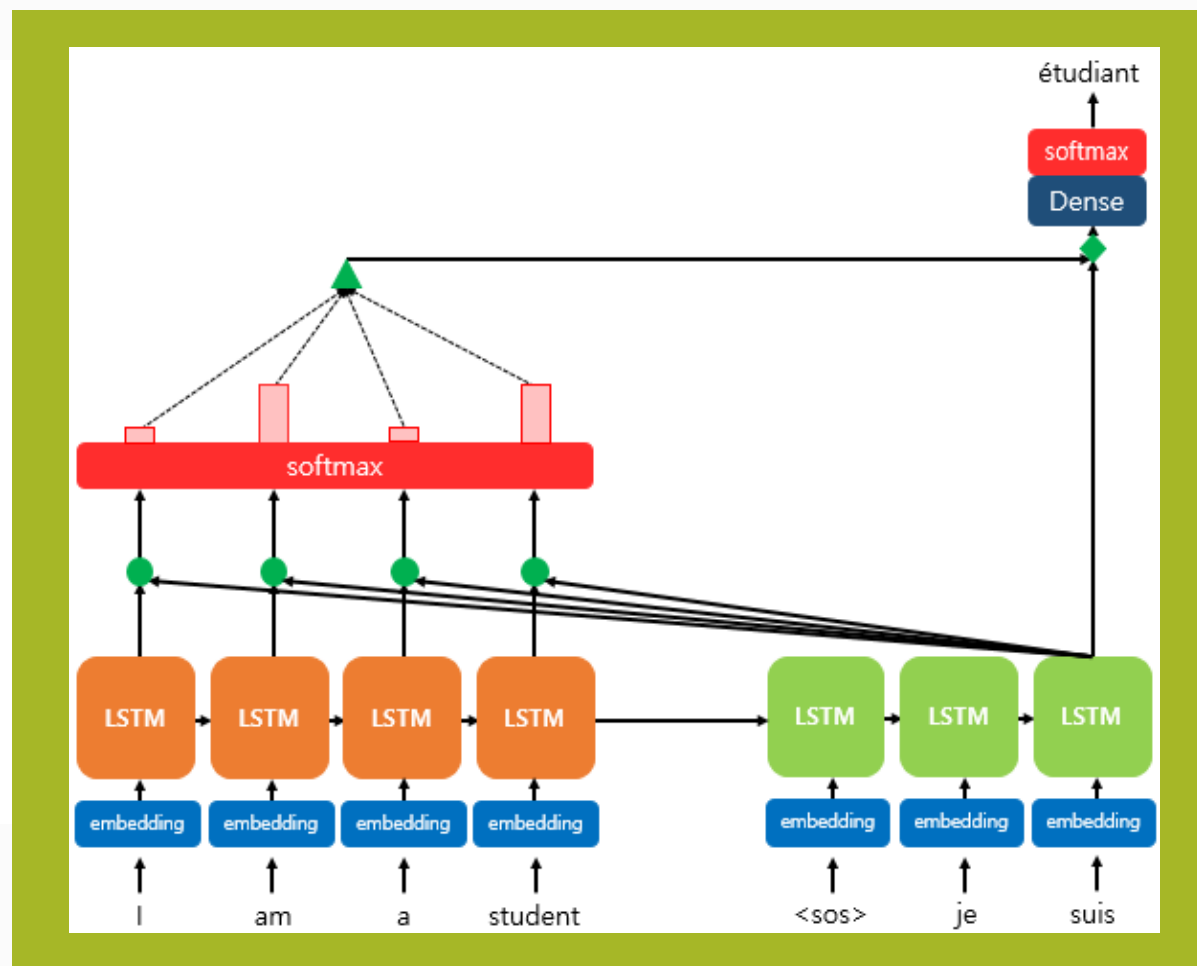 étudiant
softmax
Dense
softmax
LSTM LSTM LSTM LSTM LSTM LSTM LSTM
embedding embedding embedding embedding embedding embedding embedding
I am a student <sos> je suis